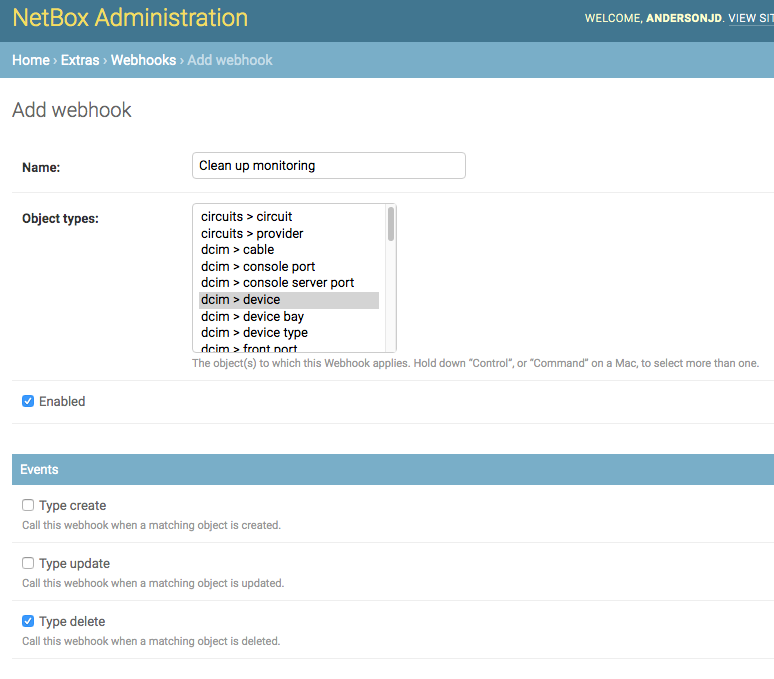 NetBox Administration
WELCOME, ANDERSONJD. VIEW SIT
Home › Extras › Webhooks › Add webhook
Add webhook
Name:
Clean up monitoring
Object types:
circuits > circuit
circuits > provider
dcim > cable
dcim > console port
dcim > console server port
dcim > device
dcim > device bay
dcim > device type
dcim > front port
The object(s) to which this Webhook applies. Hold down “Control”, or “Command” on a Mac, to select more than one.
Enabled
Events
Type create
Call this webhook when a matching object is created.
Type update
Call this webhook when a matching object is updated.
Type delete
Call this webhook when a matching object is deleted.